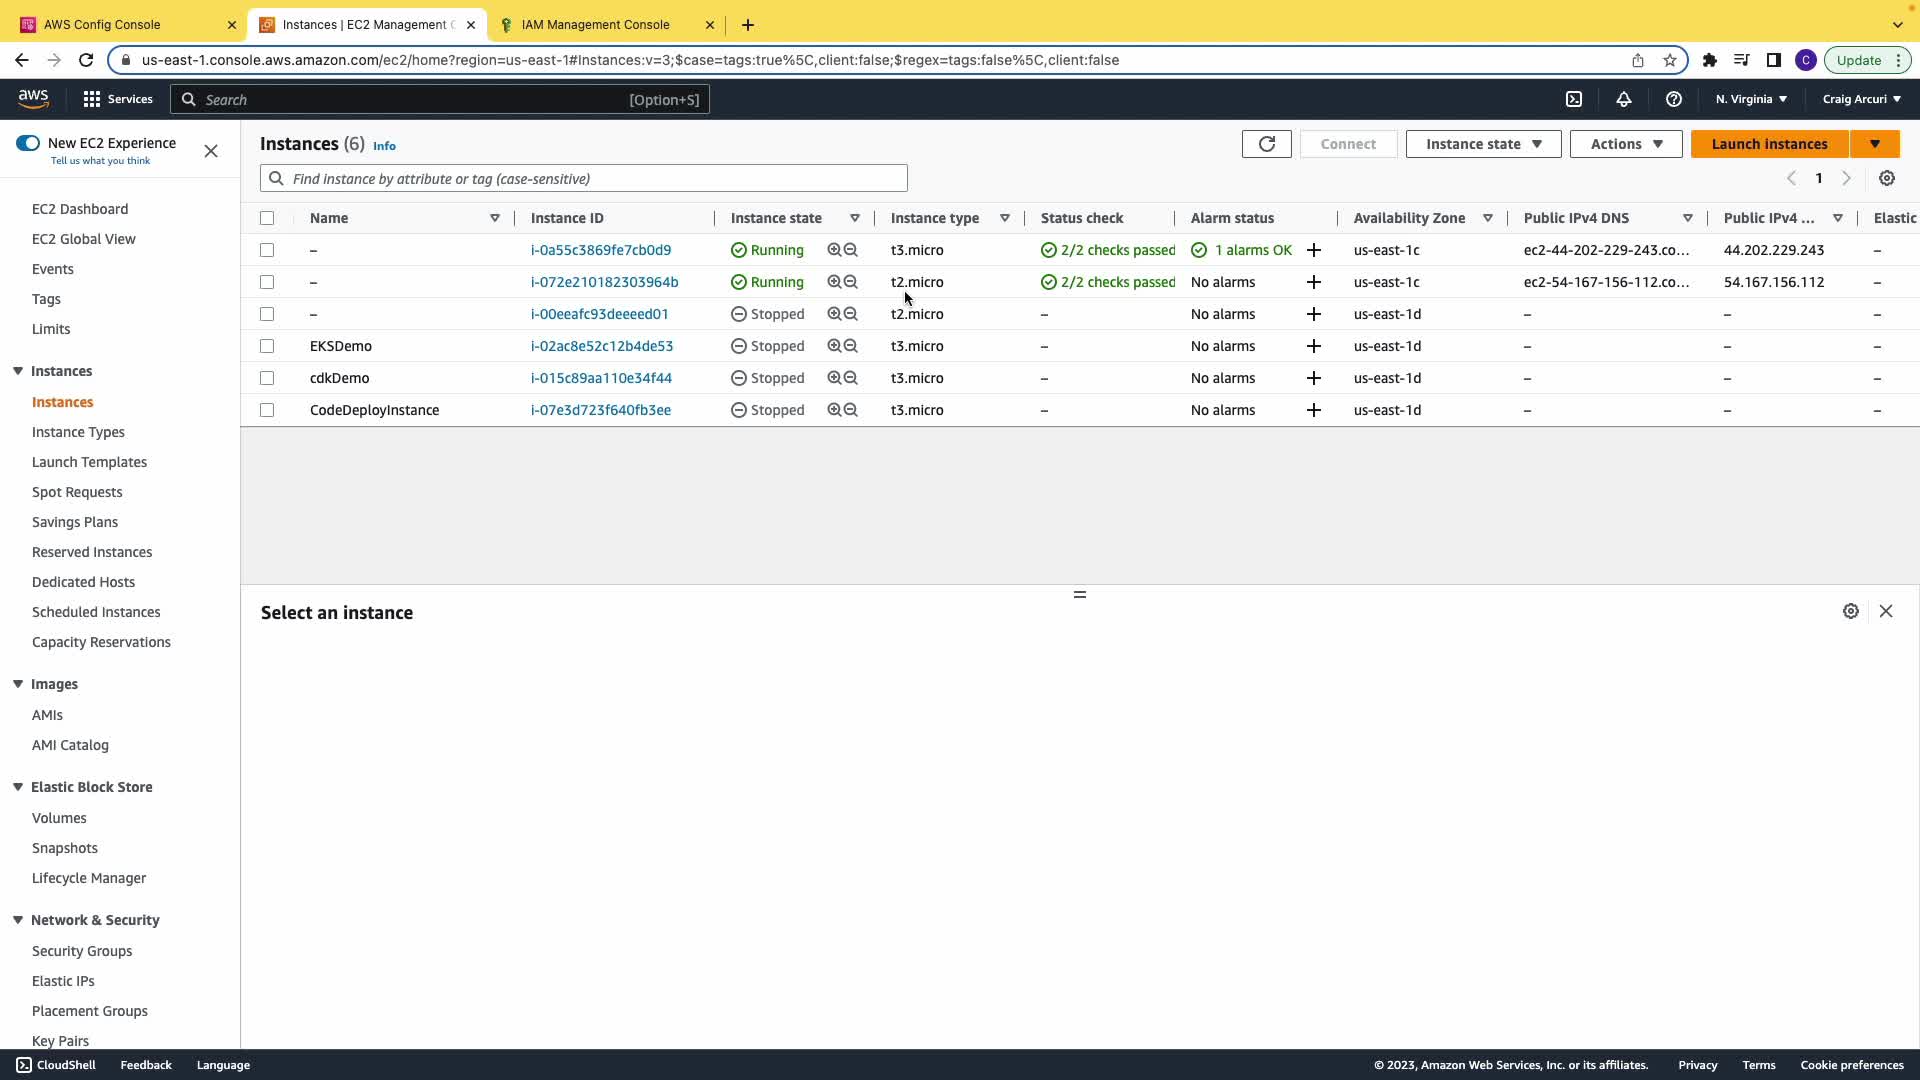 AWS Config Console
Instances | EC2 Management C
IAM Management Console
us-east-1.console.aws.amazon.com/ec2/home?region=us-east-1#Instances:v=3;$case=tags:true%5C,client:false;$regex=tags:false%5C,client:false
C
Update
aws
Services
Search
[Option+S]
N. Virginia
Craig Arcuri
New EC2 Experience
Tell us what you think
EC2 Dashboard
EC2 Global View
Events
Tags
Limits
Instances
Instances
Instance Types
Launch Templates
Spot Requests
Savings Plans
Reserved Instances
Dedicated Hosts
Scheduled Instances
Capacity Reservations
Images
AMIs
AMI Catalog
Elastic Block Store
Volumes
Snapshots
Lifecycle Manager
Network & Security
Security Groups
Elastic IPs
Placement Groups
Key Pairs
Instances (6) Info
Connect
Instance state
Actions
Launch instances
Find instance by attribute or tag (case-sensitive)
1
Name Instance ID Instance state Instance type Status check Alarm status Availability Zone Public IPv4 DNS Public IPv4 ... Elastic
– i-0a55c3869fe7cb0d9 Running t3.micro 2/2 checks passed 1 alarms OK + us-east-1c ec2-44-202-229-243.co... 44.202.229.243 –
– i-072e210182303964b Running t2.micro 2/2 checks passed No alarms + us-east-1c ec2-54-167-156-112.co... 54.167.156.112 –
– i-00eeafc93deeeed01 Stopped t2.micro – No alarms + us-east-1d – – –
EKSDemo i-02ac8e52c12b4de53 Stopped t3.micro – No alarms + us-east-1d – – –
cdkDemo i-015c89aa110e34f44 Stopped t3.micro – No alarms + us-east-1d – – –
CodeDeployInstance i-07e3d723f640fb3ee Stopped t3.micro – No alarms + us-east-1d – – –
Select an instance
CloudShell
Feedback
Language
© 2023, Amazon Web Services, Inc. or its affiliates.
Privacy
Terms
Cookie preferences